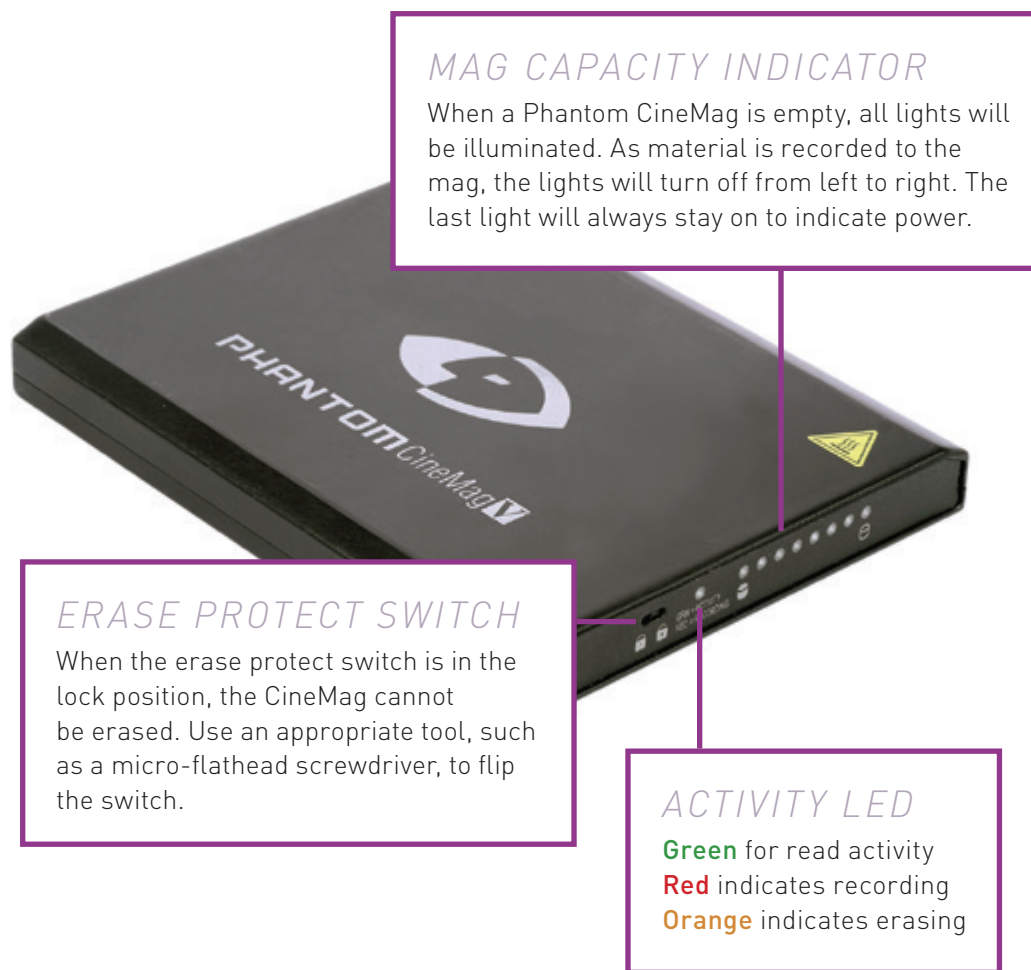 MAG CAPACITY INDICATOR
When a Phantom CineMag is empty, all lights will
be illuminated. As material is recorded to the
mag, the lights will turn off from left to right. The
last light will always stay on to indicate power.
PHANTOM CineMag V
ERASE PROTECT SWITCH
When the erase protect switch is in the
lock position, the CineMag cannot
be erased. Use an appropriate tool, such
as a micro-flathead screwdriver, to flip
the switch.
ACTIVITY LED
Green for read activity
Red indicates recording
Orange indicates erasing